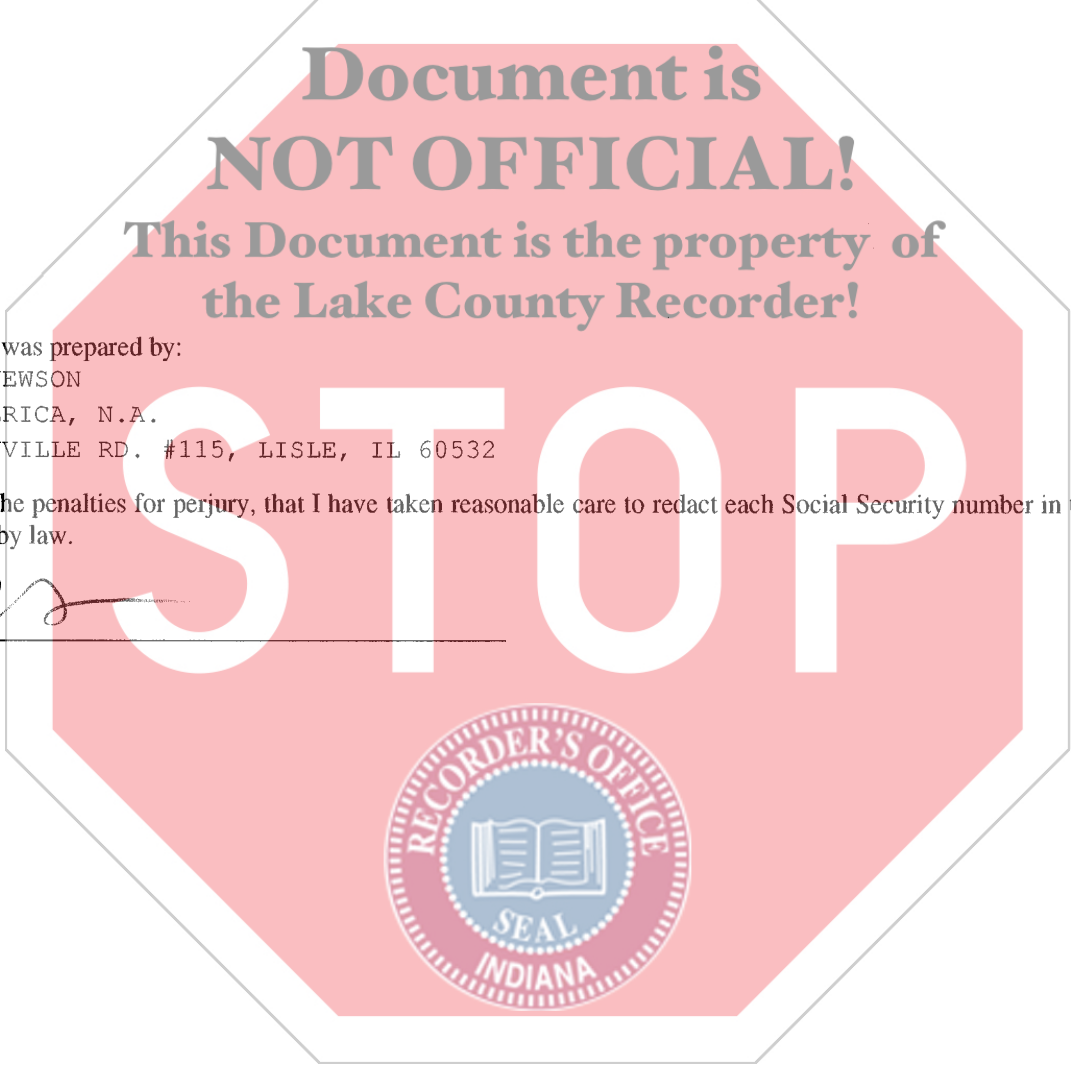 Document is
NOT OFFICIAL!
This Document is the property of
the Lake County Recorder!
was prepared by:
EWSON
RICA, N.A.
VILLE RD. #115, LISLE, IL 60532
he penalties for perjury, that I have taken reasonable care to redact each Social Security number in
by law.
STOP
RECORDER'S OFFICE
SEAL
INDIANA